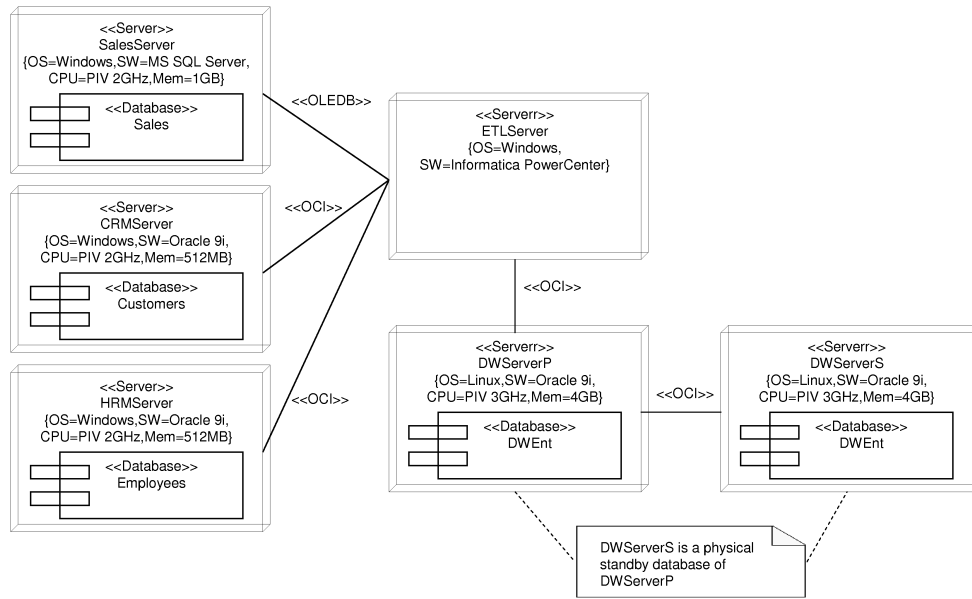 <<Server>>
SalesServer
{OS=Windows,SW=MS SQL Server,
CPU=PIV 2GHz,Mem=1GB}
<<Database>>
Sales
<<OLEDB>>
<<Serverr>>
ETLServer
{OS=Windows,
SW=Informatica PowerCenter}
<<Server>>
CRMServer
{OS=Windows,SW=Oracle 9i,
CPU=PIV 2GHz,Mem=512MB}
<<Database>>
Customers
<<OCI>>
<<OCI>>
<<Server>>
HRMServer
{OS=Windows,SW=Oracle 9i,
CPU=PIV 2GHz,Mem=512MB}
<<Database>>
Employees
<<OCI>>
<<Serverr>>
DWServerP
{OS=Linux,SW=Oracle 9i,
CPU=PIV 3GHz,Mem=4GB}
<<Database>>
DWEnt
<<OCI>>
<<Serverr>>
DWServerS
{OS=Linux,SW=Oracle 9i,
CPU=PIV 3GHz,Mem=4GB}
<<Database>>
DWEnt
DWServerS is a physical
standby database of
DWServerP